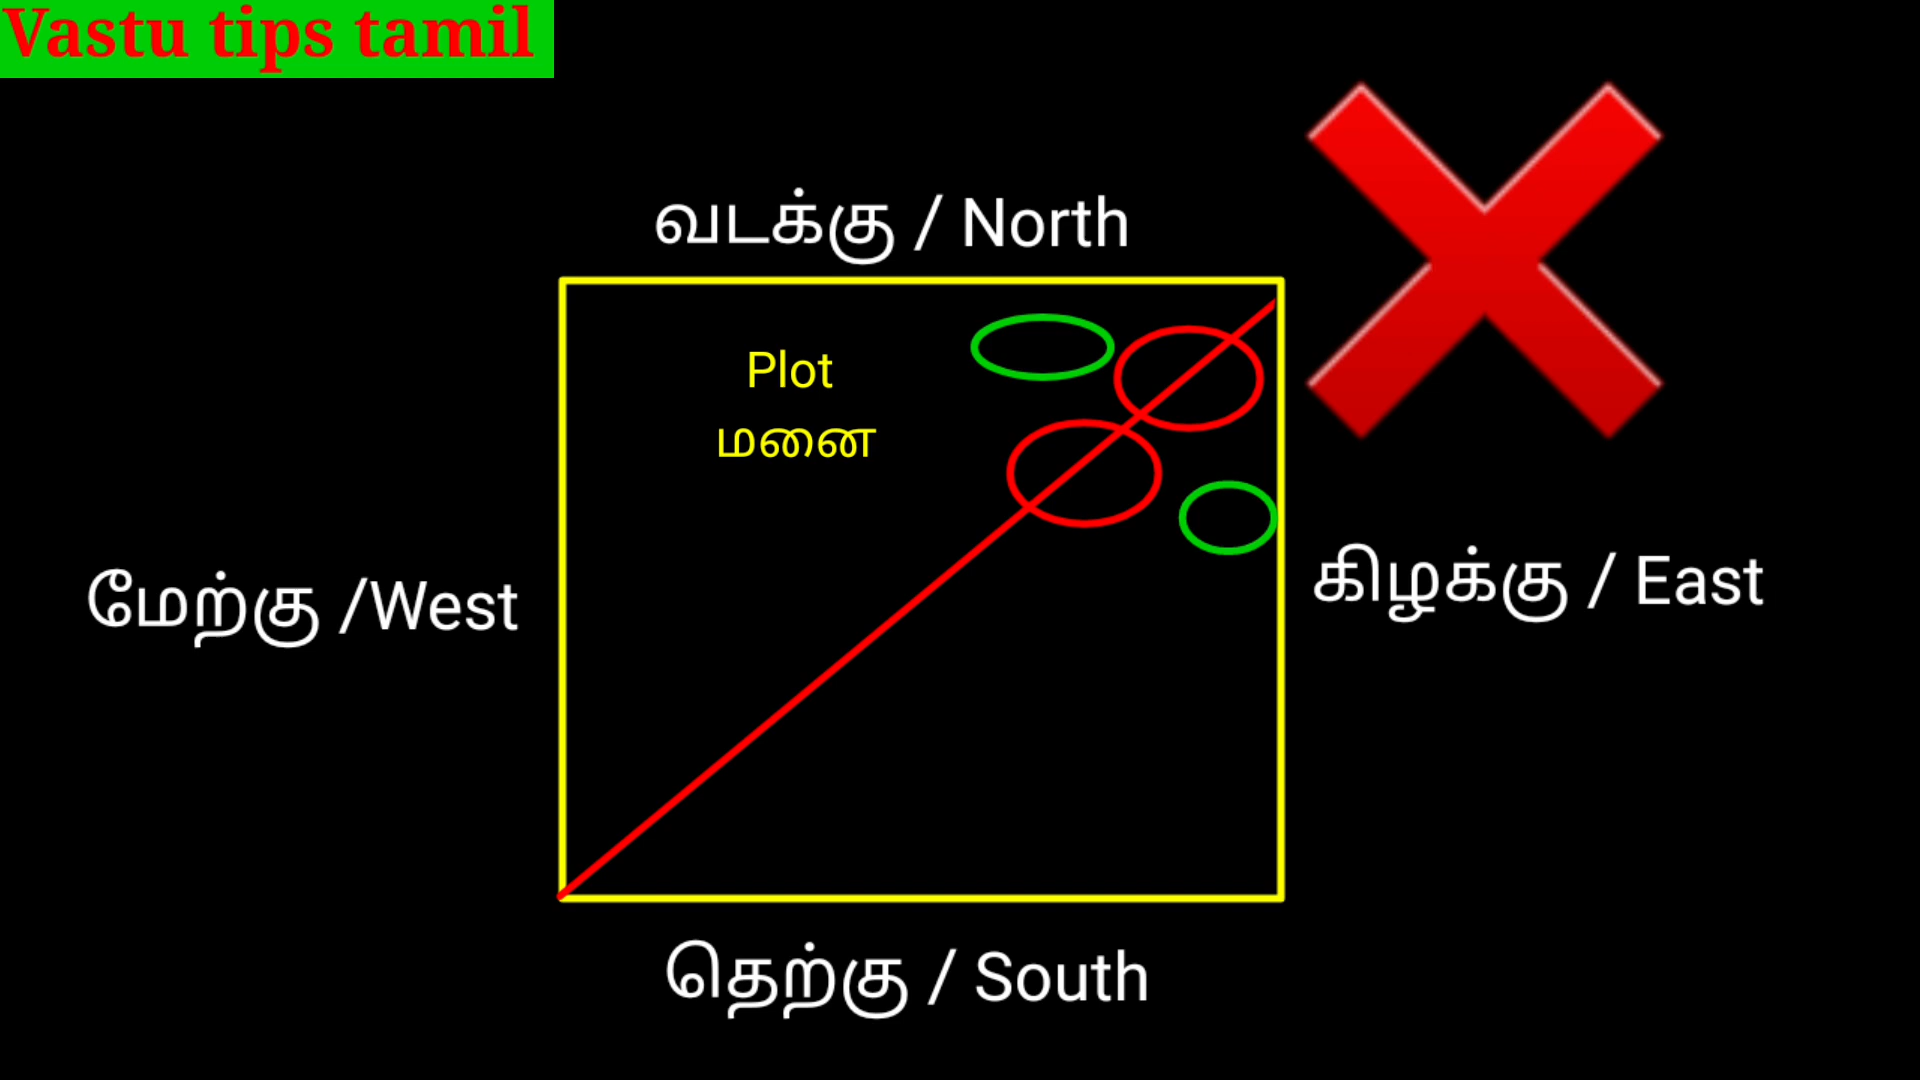 Vastu tips tamil
வடக்கு / North
Plot
மனை
மேற்கு /West
கிழக்கு / East
தெற்கு / South